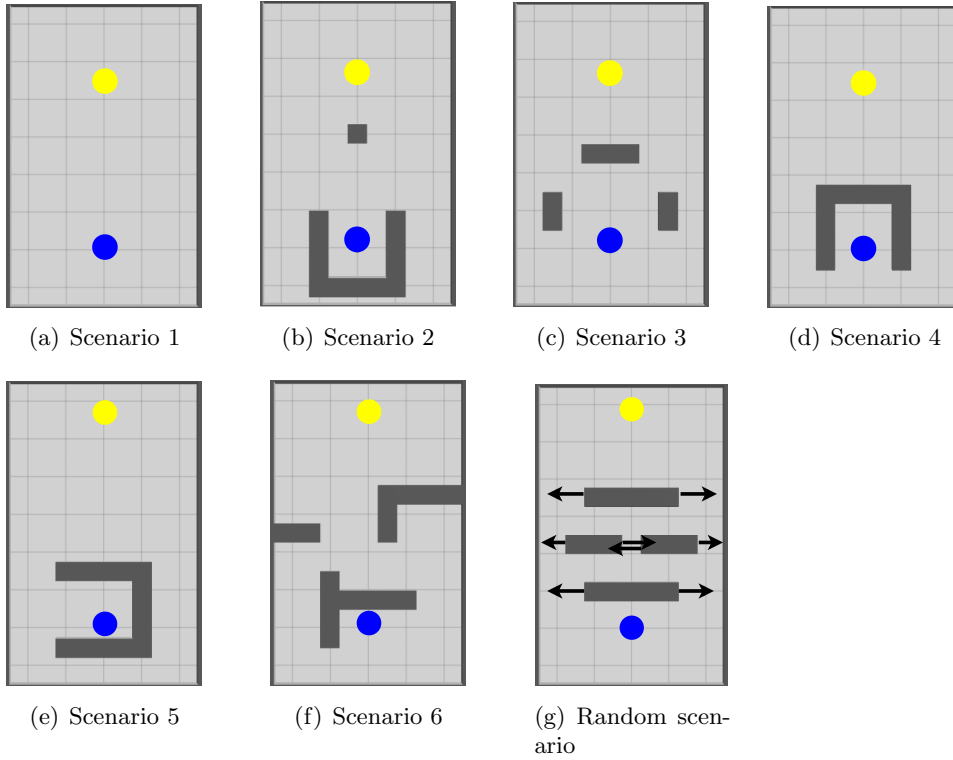 (a) Scenario 1
(b) Scenario 2
(c) Scenario 3
(d) Scenario 4
(e) Scenario 5
(f) Scenario 6
(g) Random scen-
ario